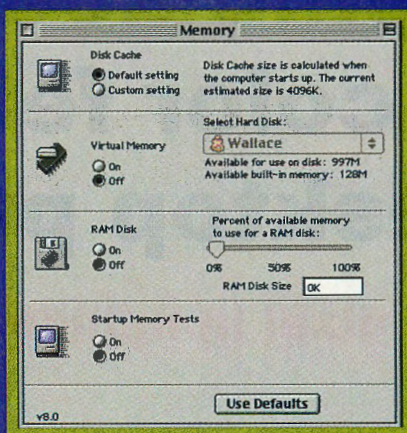 Memory
Disk Cache
Default setting
Custom setting
Disk Cache size is calculated when
the computer starts up. The current
estimated size is 4096K.
Select Hard Disk:
Virtual Memory
On
Off
Wallace
Available for use on disk: 997M
Available built-in memory: 128M
RAM Disk
On
Off
Percent of available memory
to use for a RAM disk:
0% 50% 100%
RAM Disk Size 0K
Startup Memory Tests
On
Off
Use Defaults
v8.0